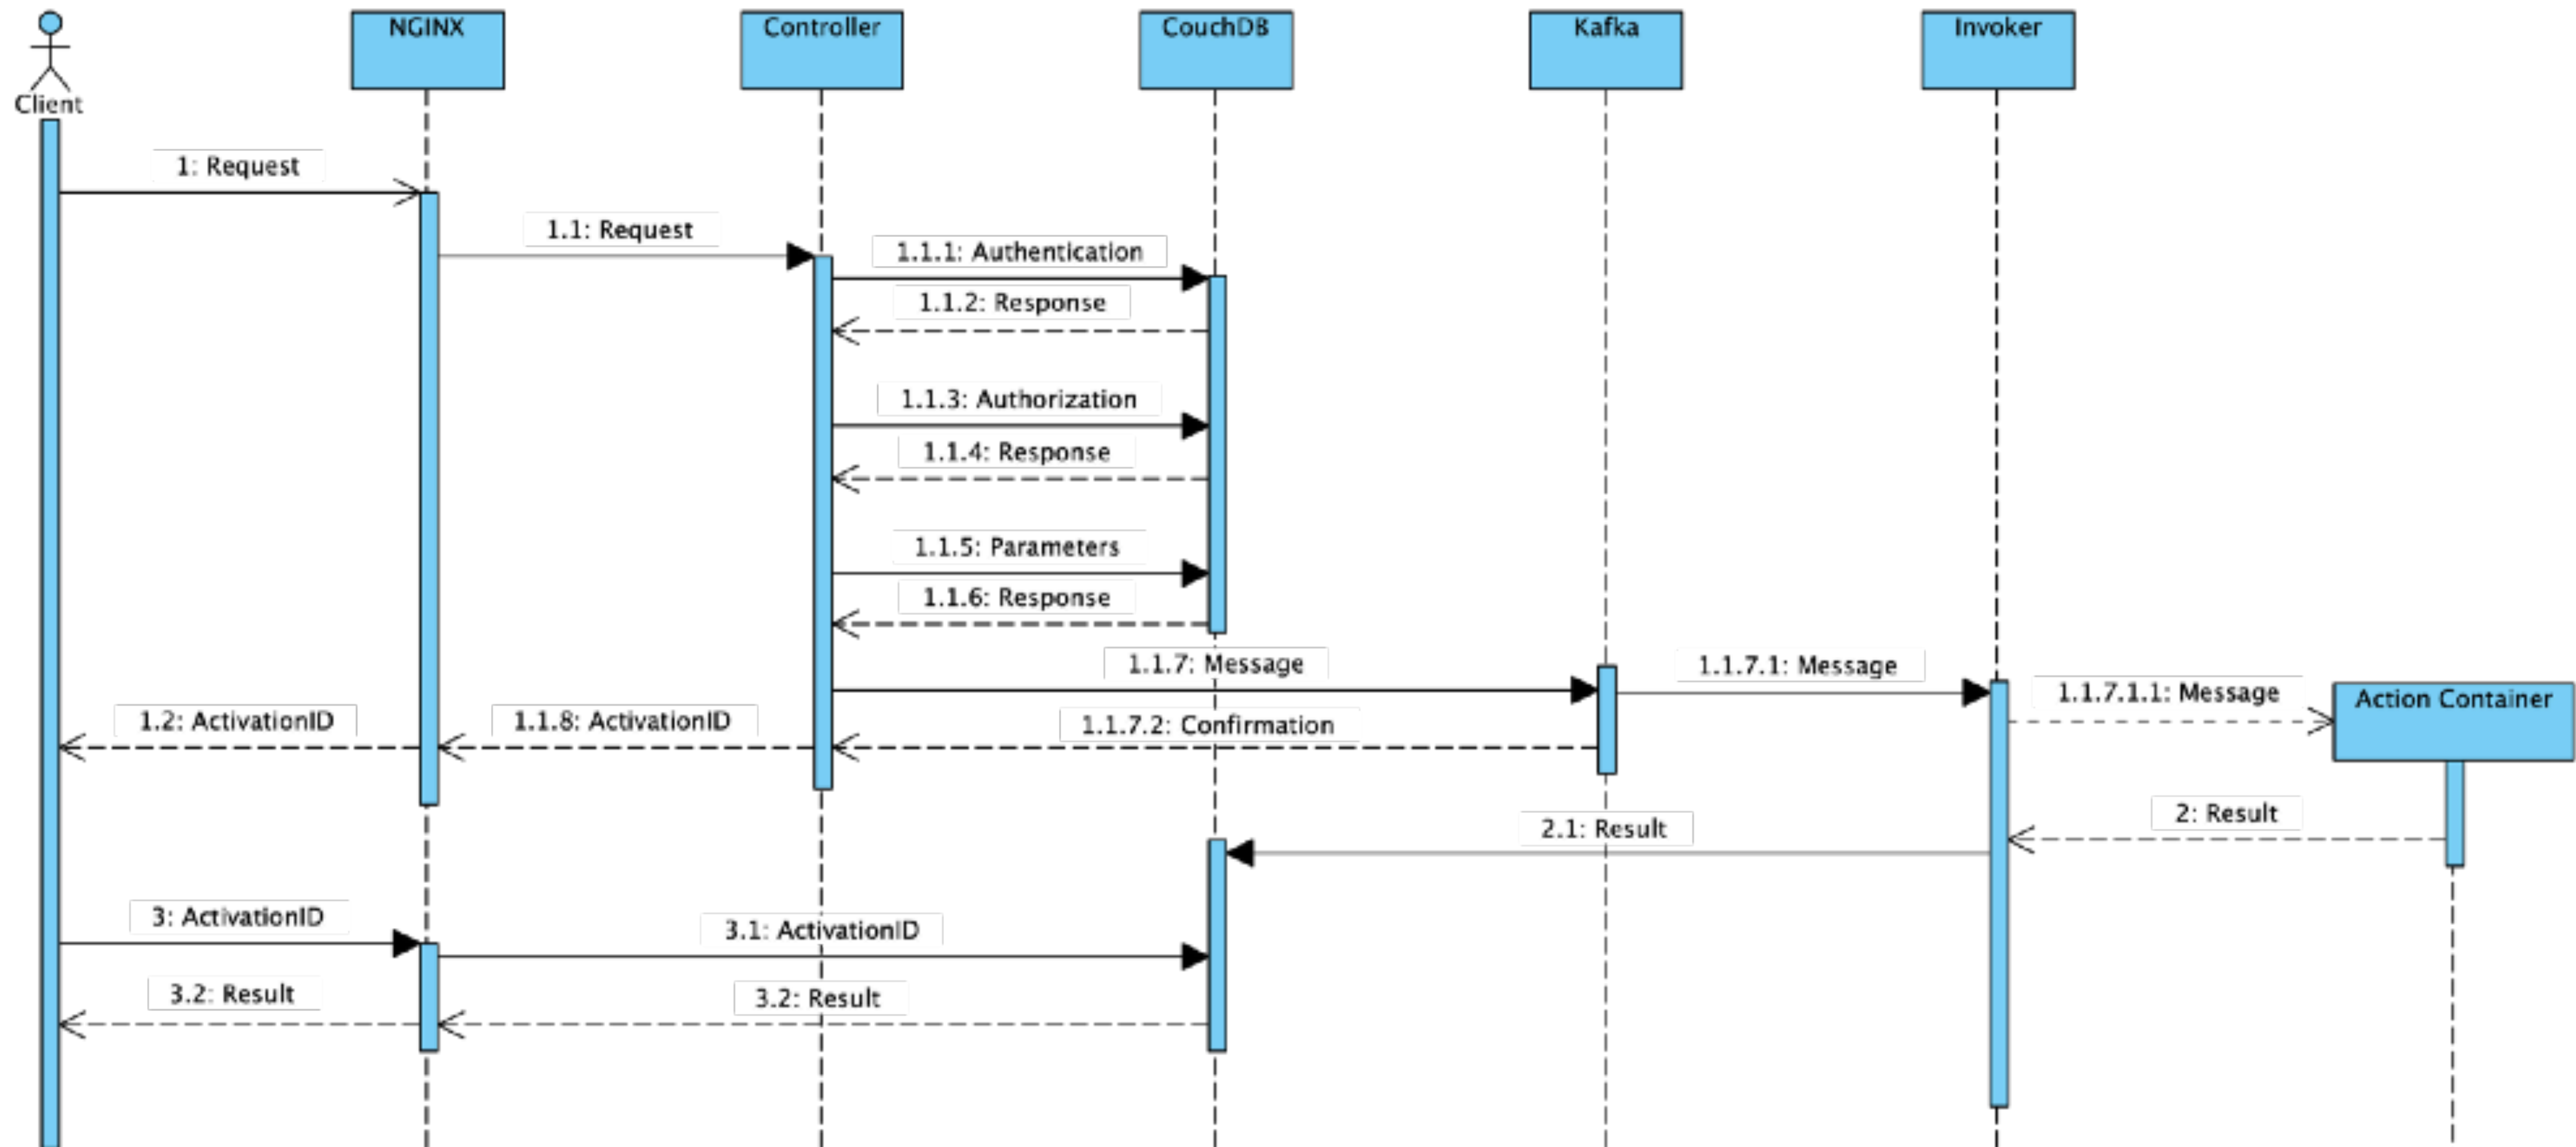 NGINX
Controller
CouchDB
Kafka
Invoker
Client
1: Request
1.1: Request
1.1.1: Authentication
1.1.2: Response
1.1.3: Authorization
1.1.4: Response
1.1.5: Parameters
1.1.6: Response
1.1.7: Message
1.1.7.1: Message
1.1.7.1.1: Message
Action Container
1.2: ActivationID
1.1.8: ActivationID
1.1.7.2: Confirmation
2: Result
2.1: Result
3: ActivationID
3.1: ActivationID
3.2: Result
3.2: Result